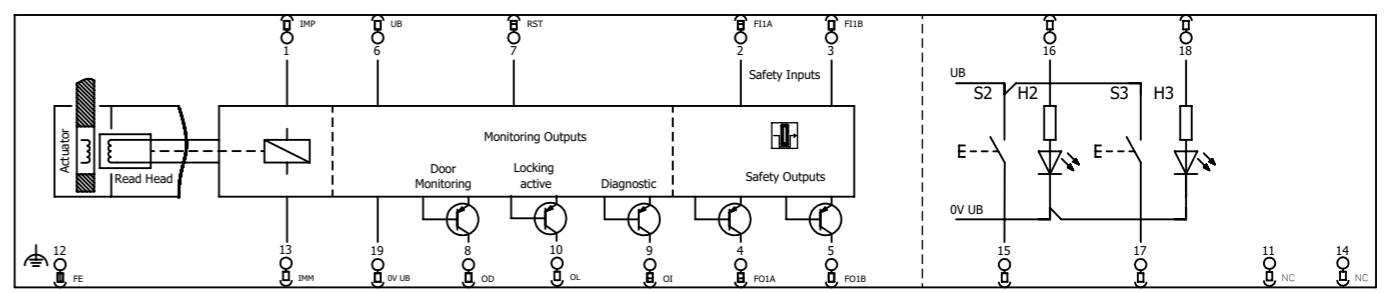 IMP UB RST FI1A FI1B
1 6 7 2 3 16 18
Safety Inputs
UB
S2 H2 S3 H3
Monitoring Outputs
Actuator
Read Head
Door
Monitoring
Locking
active
Diagnostic
Safety Outputs
E E
0V UB
12 13 19 8 10 9 4 5 15 17 11 14
FE IMM 0V UB OD OL OI FO1A FO1B NC NC